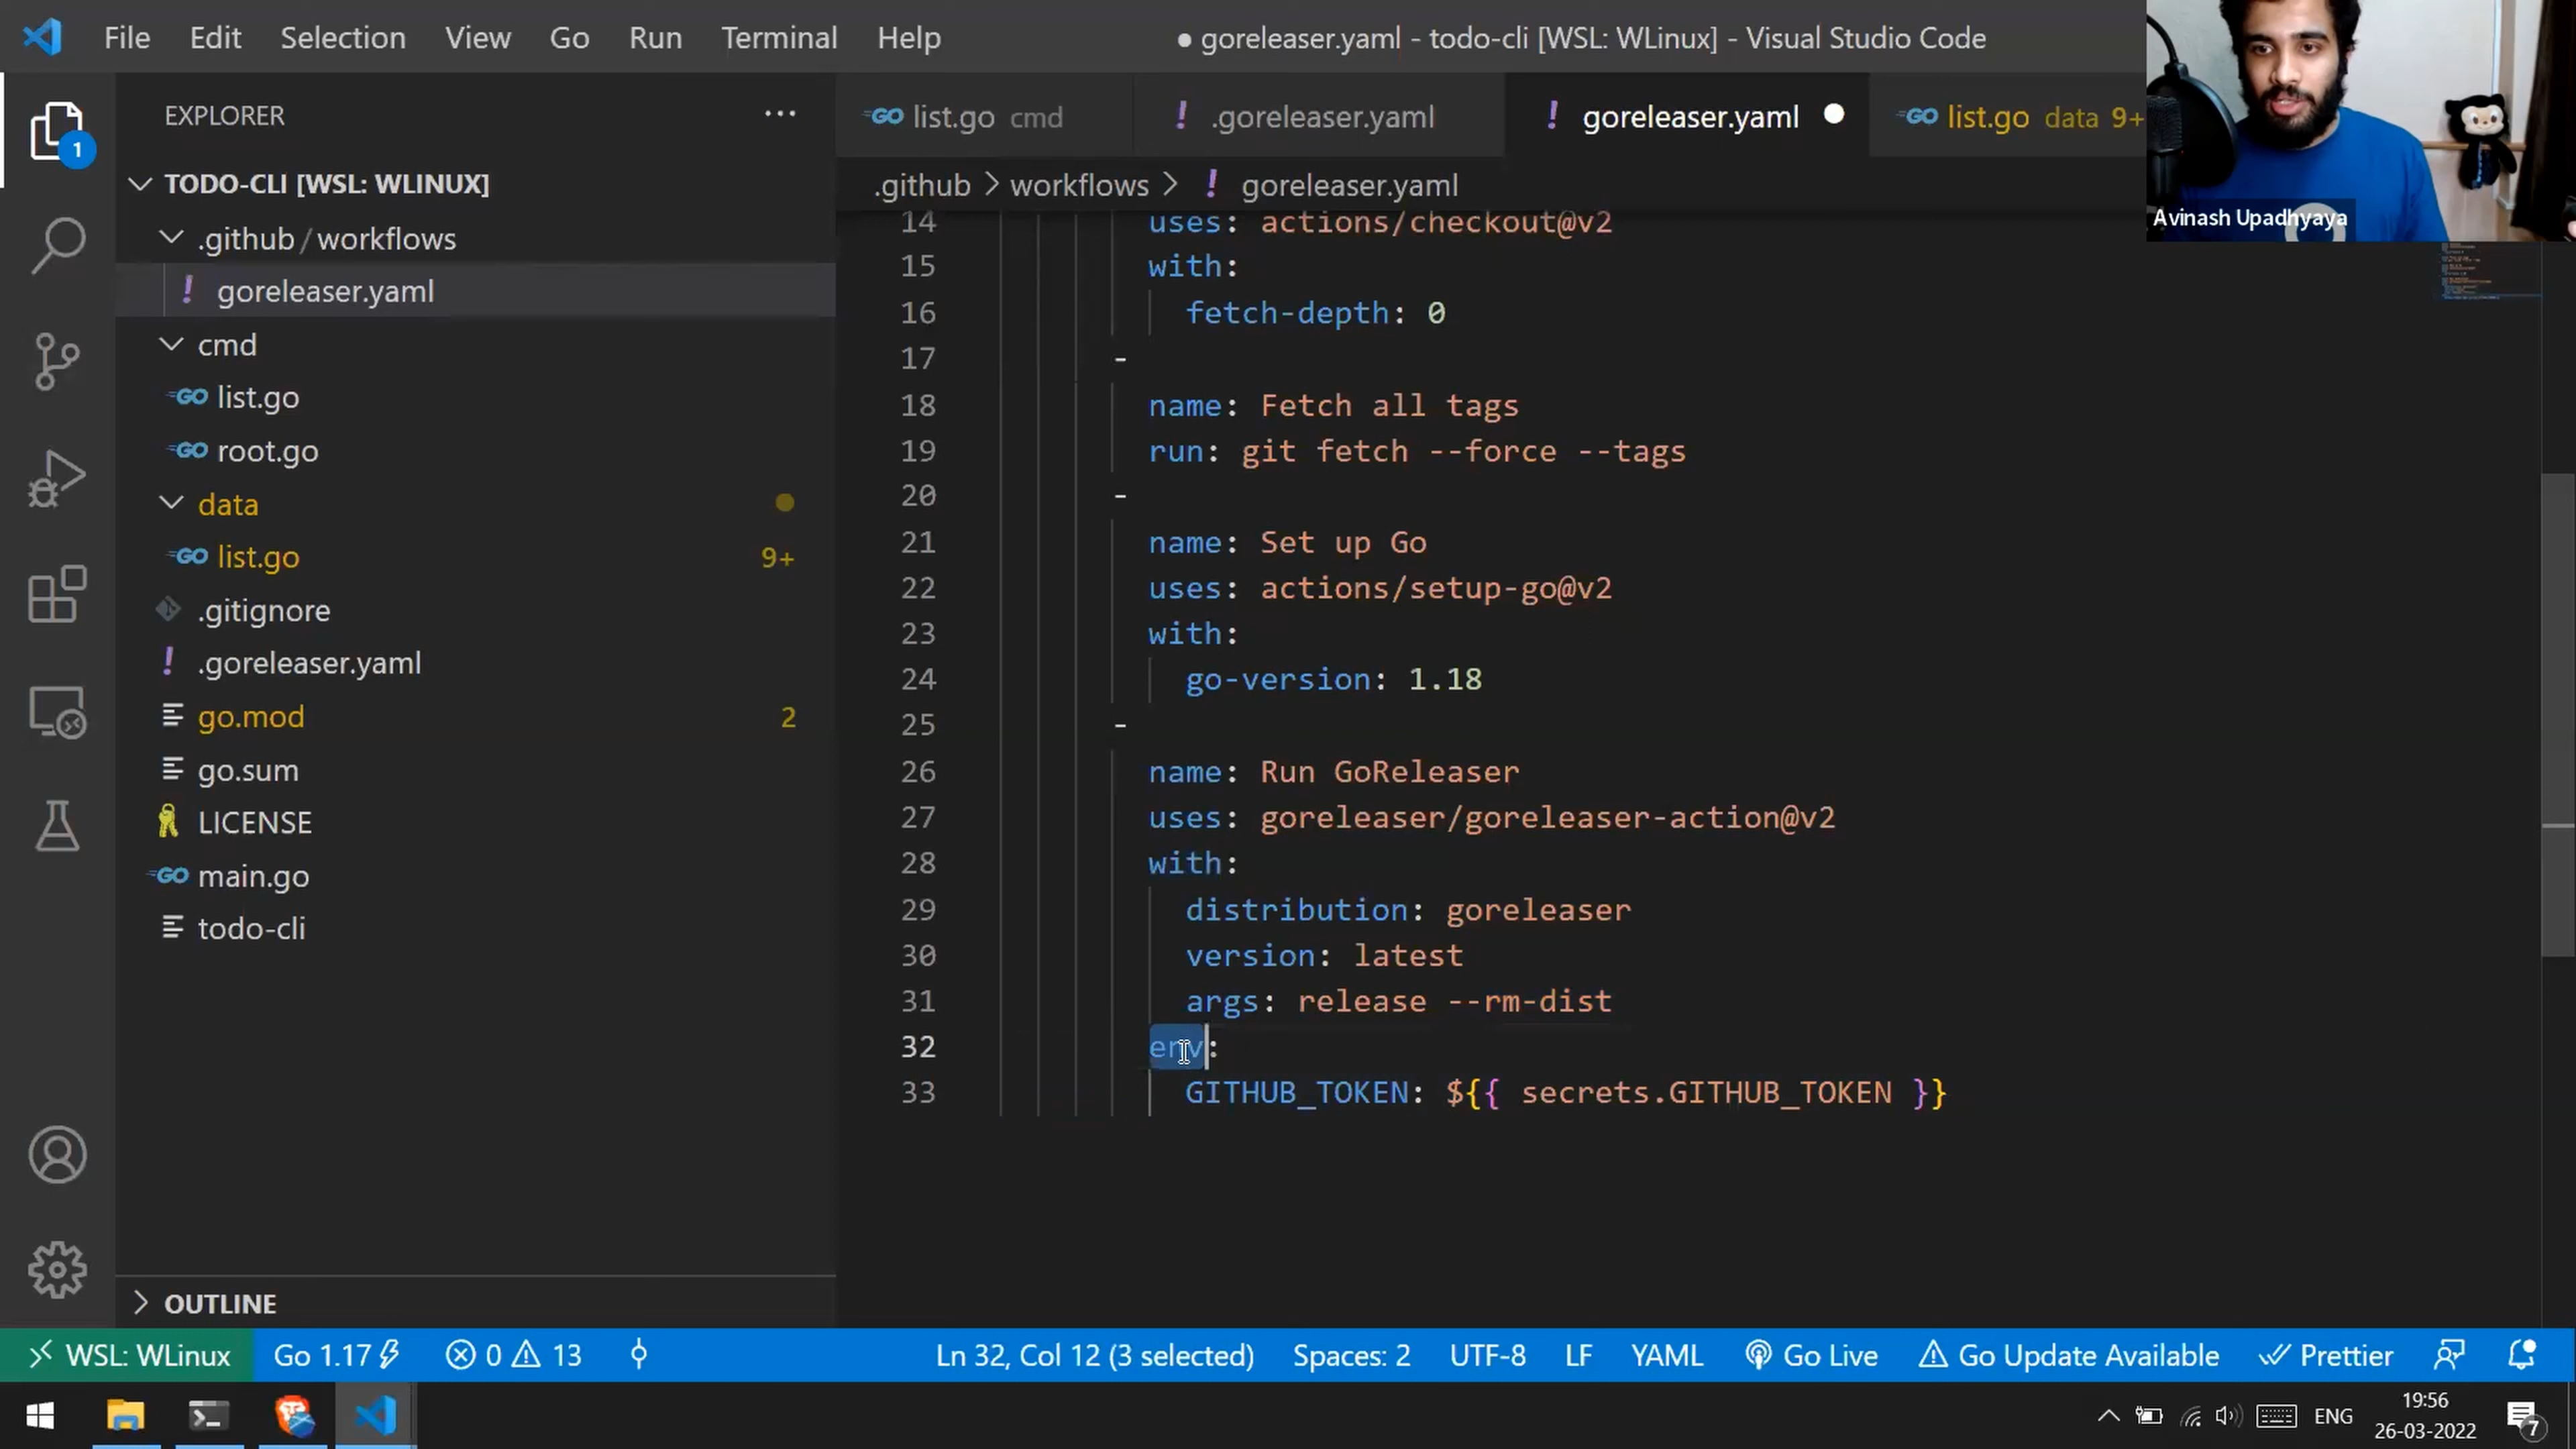 File Edit Selection View Go Run Terminal Help
● goreleaser.yaml - todo-cli [WSL: WLinux] - Visual Studio Code
EXPLORER ...
1
TODO-CLI [WSL: WLINUX]
.github / workflows
! goreleaser.yaml
cmd
GO list.go
GO root.go
data
GO list.go 9+
.gitignore
! .goreleaser.yaml
go.mod 2
go.sum
LICENSE
GO main.go
todo-cli
OUTLINE
GO list.go cmd
! .goreleaser.yaml
! goreleaser.yaml
GO list.go data 9+
.github > workflows > ! goreleaser.yaml
14 uses: actions/checkout@v2
15 with:
16 fetch-depth: 0
17 -
18 name: Fetch all tags
19 run: git fetch --force --tags
20 -
21 name: Set up Go
22 uses: actions/setup-go@v2
23 with:
24 go-version: 1.18
25 -
26 name: Run GoReleaser
27 uses: goreleaser/goreleaser-action@v2
28 with:
29 distribution: goreleaser
30 version: latest
31 args: release --rm-dist
32 env:
33 GITHUB_TOKEN: ${{ secrets.GITHUB_TOKEN }}
Avinash Upadhyaya
WSL: WLinux Go 1.17 0 13 Ln 32, Col 12 (3 selected) Spaces: 2 UTF-8 LF YAML Go Live Go Update Available Prettier
ENG 19:56
26-03-2022
7